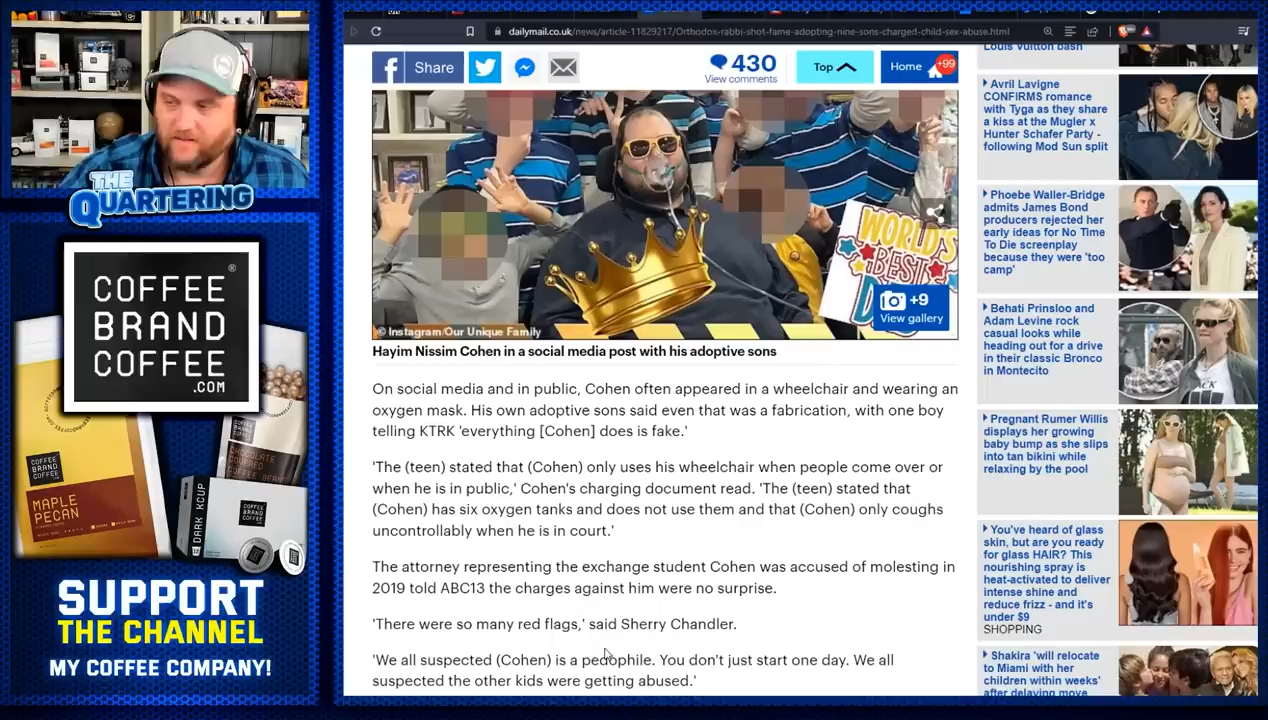 THE
QUARTERING
COFFEE
BRAND
COFFEE
.COM
®
COFFEE
BRAND
COFFEE
MAPLE
PECAN
COFFEE
BRAND
COFFEE
CHOCOLATE
COVERED
COFFEE
DARK KCUP
SUPPORT
THE CHANNEL
MY COFFEE COMPANY!
dailymail.co.uk/news/article-11829217/Orthodox-rabbi-shot-fame-adopting-nine-sons-charged-child-sex-abuse.html
Share
430
View comments
Top
Home
+99
WORLD'S
BEST
+9
View gallery
© Instagram/Our Unique Family
Hayim Nissim Cohen in a social media post with his adoptive sons
On social media and in public, Cohen often appeared in a wheelchair and wearing an
oxygen mask. His own adoptive sons said even that was a fabrication, with one boy
telling KTRK 'everything [Cohen] does is fake.'
'The (teen) stated that (Cohen) only uses his wheelchair when people come over or
when he is in public,' Cohen's charging document read. 'The (teen) stated that
(Cohen) has six oxygen tanks and does not use them and that (Cohen) only coughs
uncontrollably when he is in court.'
The attorney representing the exchange student Cohen was accused of molesting in
2019 told ABC13 the charges against him were no surprise.
'There were so many red flags,' said Sherry Chandler.
'We all suspected (Cohen) is a pedophile. You don't just start one day. We all
suspected the other kids were getting abused.'
Louis Vuitton bash
Avril Lavigne
CONFIRMS romance
with Tyga as they share
a kiss at the Mugler x
Hunter Schafer Party -
following Mod Sun split
Phoebe Waller-Bridge
admits James Bond
producers rejected her
early ideas for No Time
To Die screenplay
because they were 'too
camp'
Behati Prinsloo and
Adam Levine rock
casual looks while
heading out for a drive
in their classic Bronco
in Montecito
Pregnant Rumer Willis
displays her growing
baby bump as she slips
into tan bikini while
relaxing by the pool
You've heard of glass
skin, but are you ready
for glass HAIR? This
nourishing spray is
heat-activated to deliver
intense shine and
reduce frizz - and it's
under $9
SHOPPING
Shakira 'will relocate
to Miami with her
children within weeks'
after delaying move